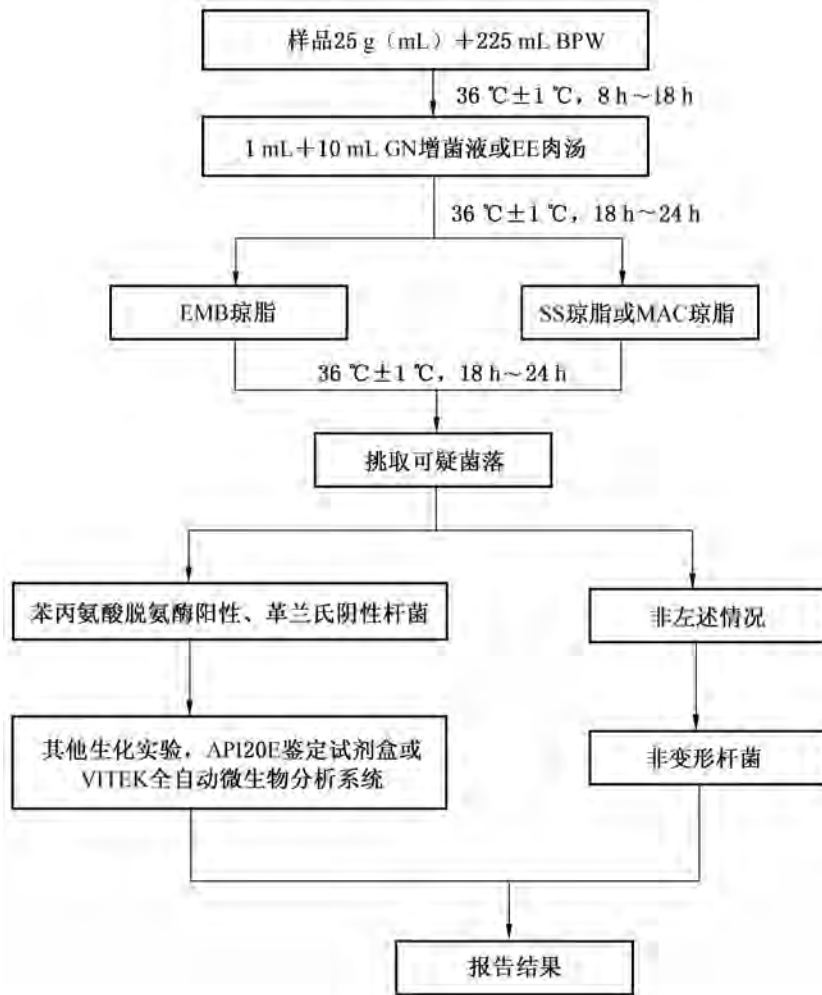 样品25 g（mL）+225 mL BPW
36 ℃±1 ℃，8 h～18 h
1 mL+10 mL GN增菌液或EE肉汤
36 ℃±1 ℃，18 h～24 h
EMB琼脂
SS琼脂或MAC琼脂
36 ℃±1 ℃，18 h～24 h
挑取可疑菌落
苯丙氨酸脱氨酶阳性、革兰氏阴性杆菌
非左述情况
其他生化实验，API20E鉴定试剂盒或
VITEK全自动微生物分析系统
非变形杆菌
报告结果